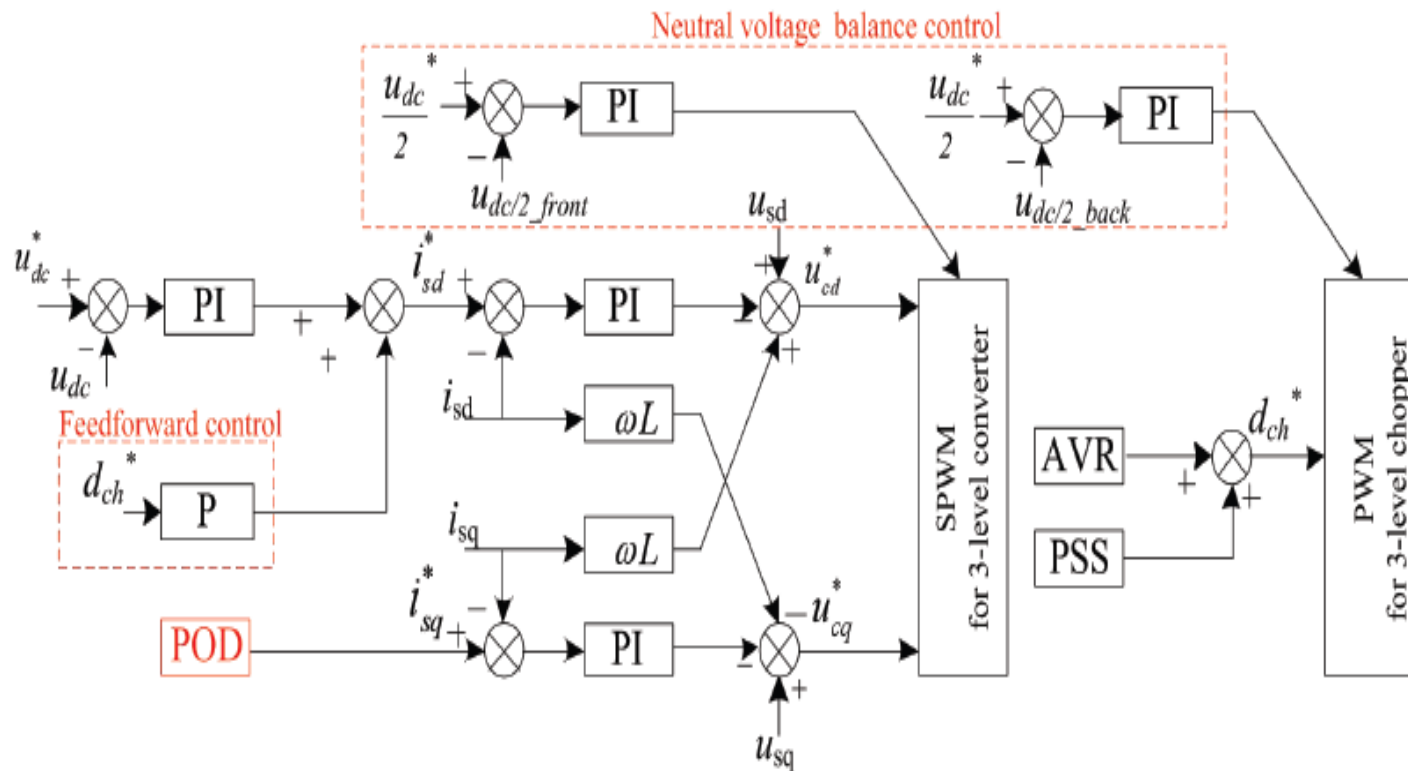 Neutral voltage balance control
u_dc* / 2
+
−
u_dc/2_front
PI
u_dc* / 2
+
−
u_dc/2_back
PI
u_dc*
+
−
u_dc
PI
+
+
i_sd*
+
−
PI
u_sd
+
−
+
u_cd*
i_sd
ωL
Feedforward control
d_ch*
P
i_sq
ωL
POD
i_sq*
−
+
PI
−
−
+
u_cq*
u_sq
SPWM
for 3-level converter
AVR
PSS
+
+
d_ch*
PWM
for 3-level chopper